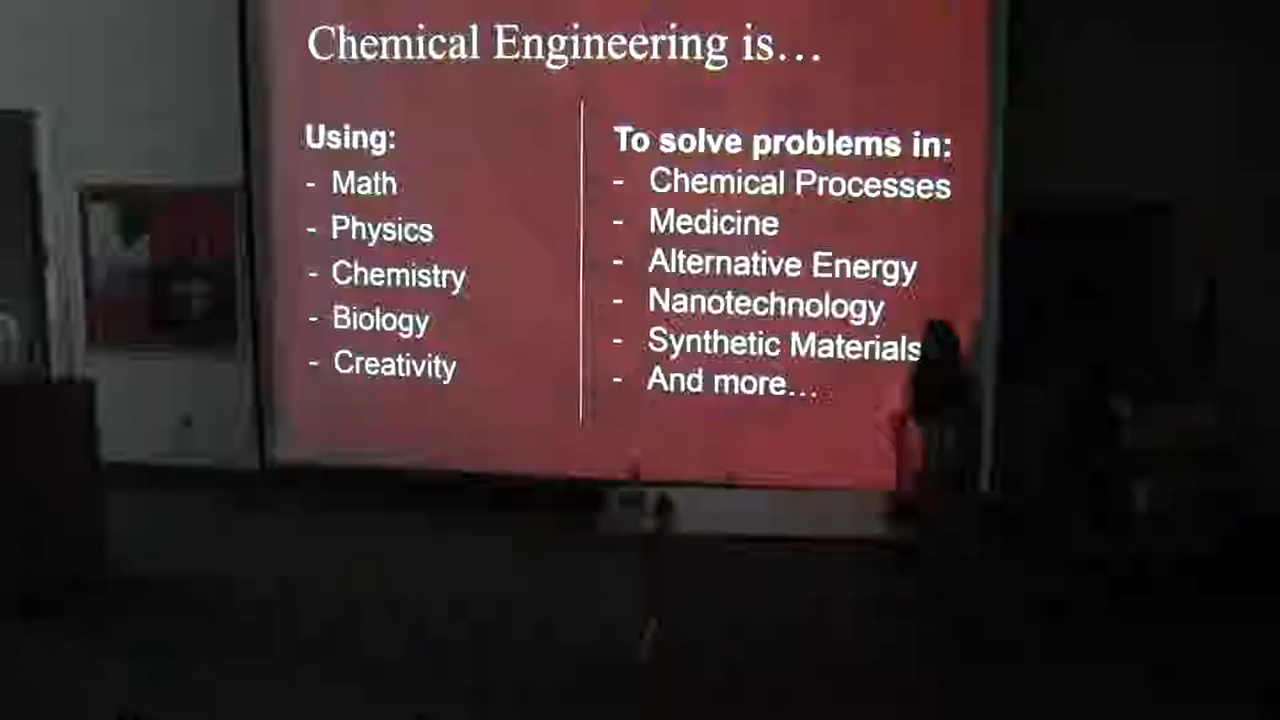 Chemical Engineering is…
Using:
- Math
- Physics
- Chemistry
- Biology
- Creativity
To solve problems in:
- Chemical Processes
- Medicine
- Alternative Energy
- Nanotechnology
- Synthetic Materials
- And more…